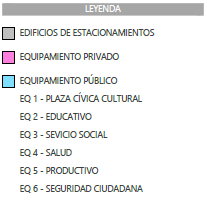 LEYENDA
EDIFICIOS DE ESTACIONAMIENTOS
EQUIPAMIENTO PRIVADO
EQUIPAMIENTO PÚBLICO
EQ 1 - PLAZA CÍVICA CULTURAL
EQ 2 - EDUCATIVO
EQ 3 - SEVICIO SOCIAL
EQ 4 - SALUD
EQ 5 - PRODUCTIVO
EQ 6 - SEGURIDAD CIUDADANA